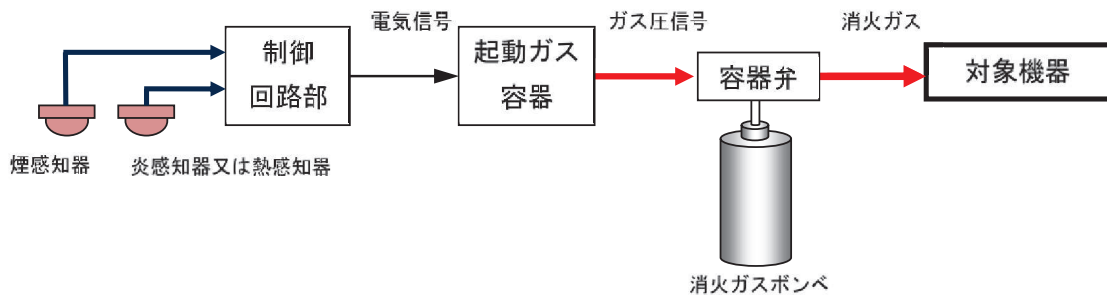 電気信号
ガス圧信号
消火ガス
制御
回路部
起動ガス
容器
容器弁
対象機器
煙感知器
炎感知器又は熱感知器
消火ガスボンベ